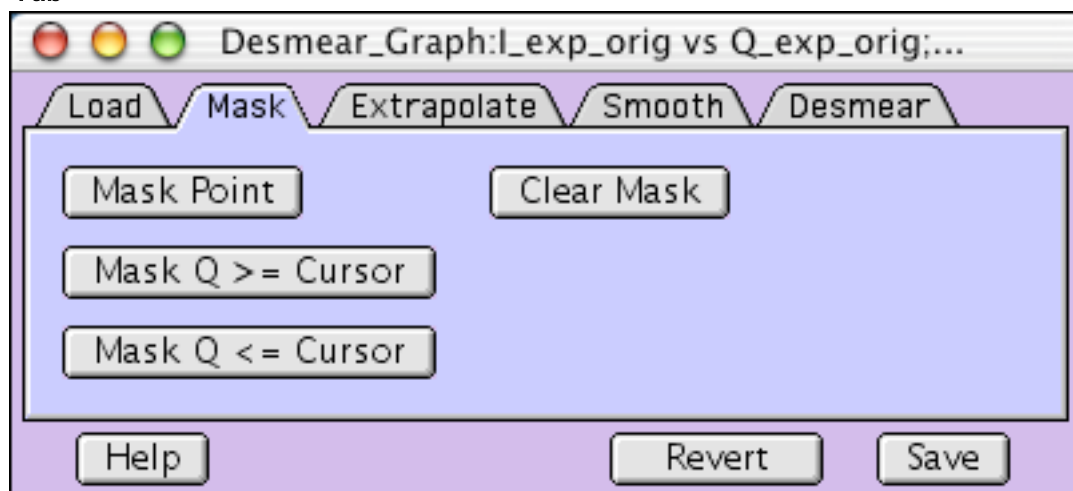 Desmear_Graph:I_exp_orig vs Q_exp_orig;...
Load Mask Extrapolate Smooth Desmear
Mask Point Clear Mask
Mask Q >= Cursor
Mask Q <= Cursor
Help Revert Save